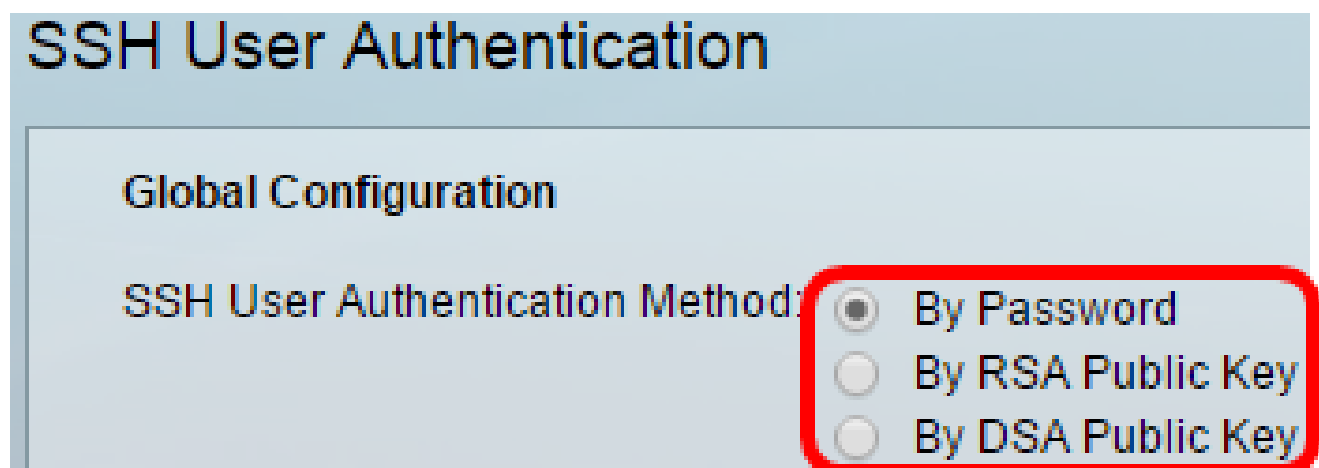 SSH User Authentication
Global Configuration
SSH User Authentication Method:
By Password
By RSA Public Key
By DSA Public Key